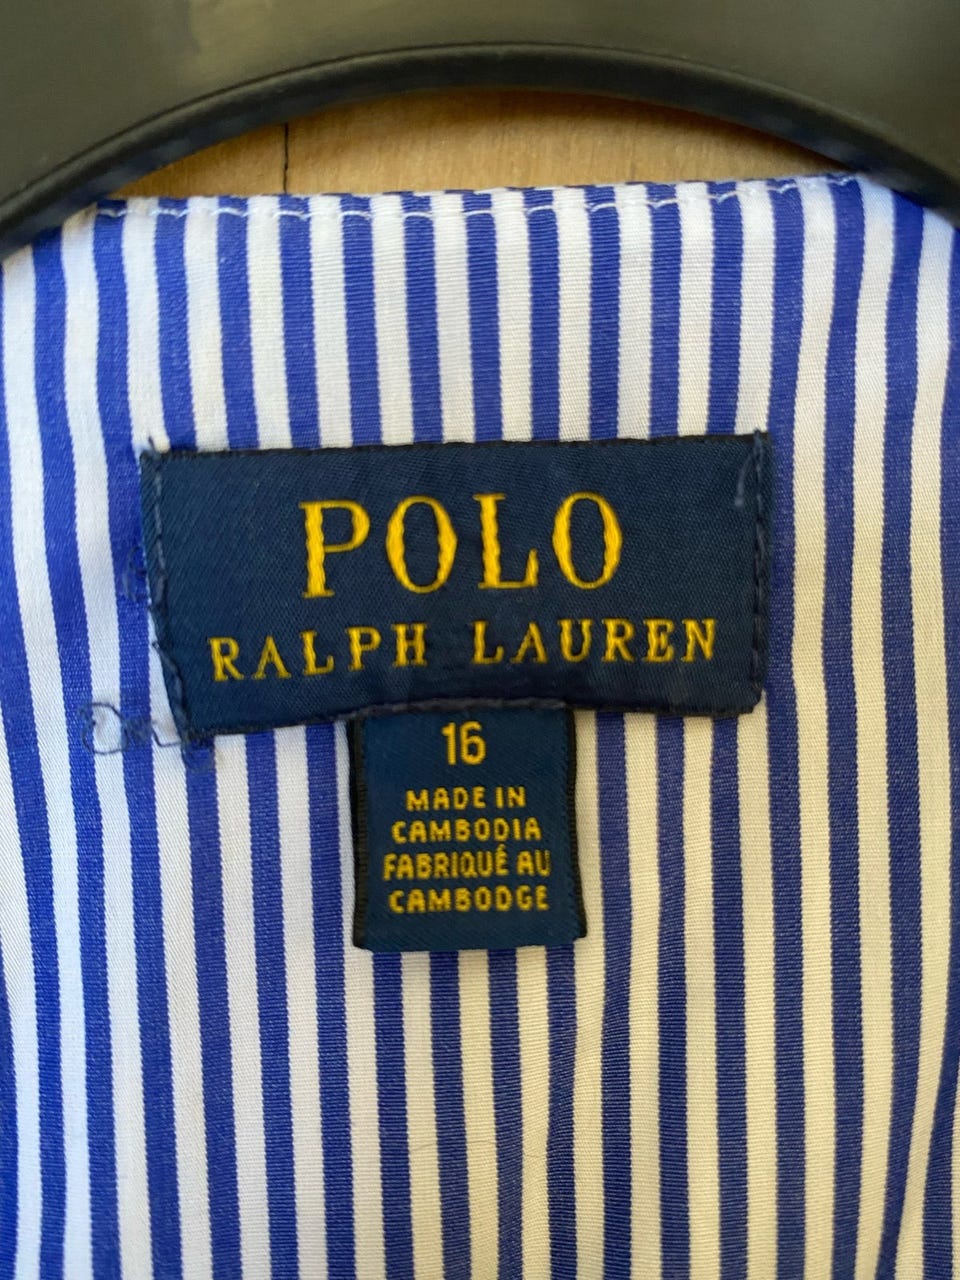 POLO
RALPH LAUREN
16
MADE IN
CAMBODIA
FABRIQUÉ AU
CAMBODGE